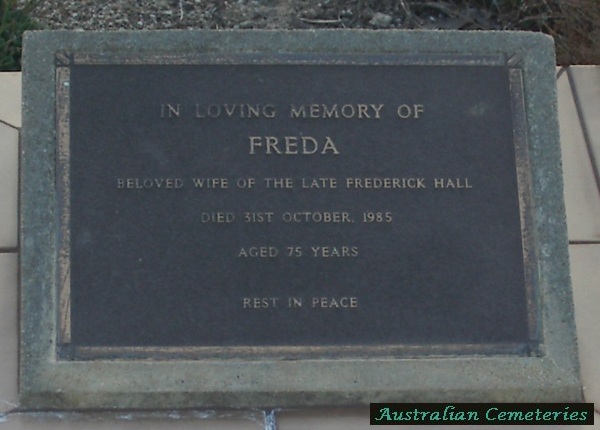 IN LOVING MEMORY OF
FREDA
BELOVED WIFE OF THE LATE FREDERICK HALL
DIED 31ST OCTOBER, 1985
AGED 75 YEARS
REST IN PEACE
Australian Cemeteries